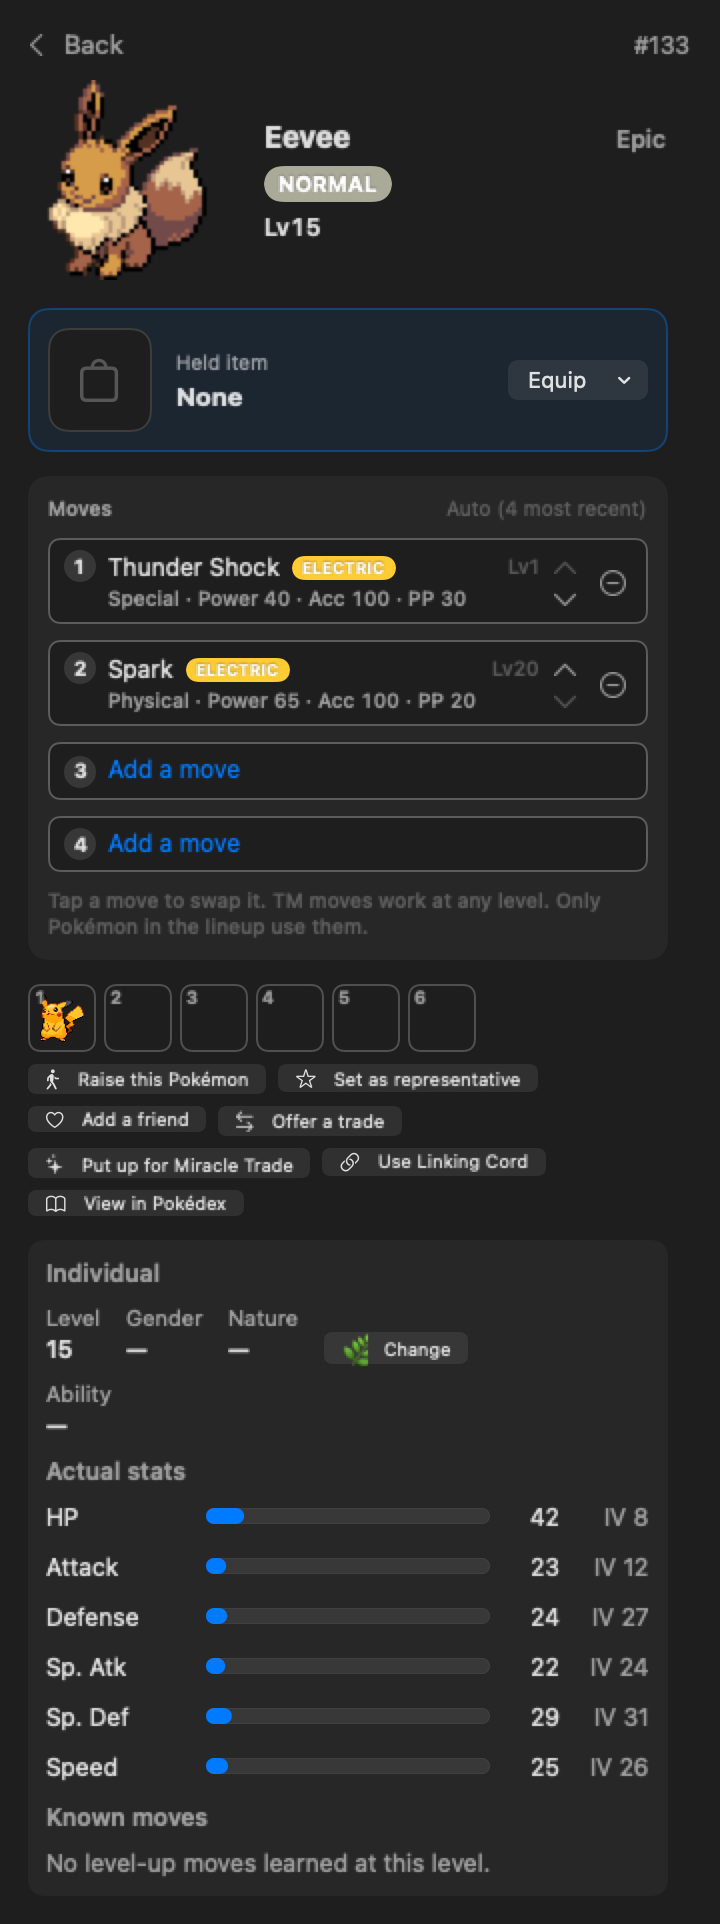 Back
#133
Eevee
Epic
NORMAL
Lv15
Held item
None
Equip
Moves
Auto (4 most recent)
1 Thunder Shock ELECTRIC Lv1
Special · Power 40 · Acc 100 · PP 30
2 Spark ELECTRIC Lv20
Physical · Power 65 · Acc 100 · PP 20
3 Add a move
4 Add a move
Tap a move to swap it. TM moves work at any level. Only
Pokémon in the lineup use them.
1 2 3 4 5 6
Raise this Pokémon
Set as representative
Add a friend
Offer a trade
Put up for Miracle Trade
Use Linking Cord
View in Pokédex
Individual
Level Gender Nature
15 — — Change
Ability
—
Actual stats
HP 42 IV 8
Attack 23 IV 12
Defense 24 IV 27
Sp. Atk 22 IV 24
Sp. Def 29 IV 31
Speed 25 IV 26
Known moves
No level-up moves learned at this level.